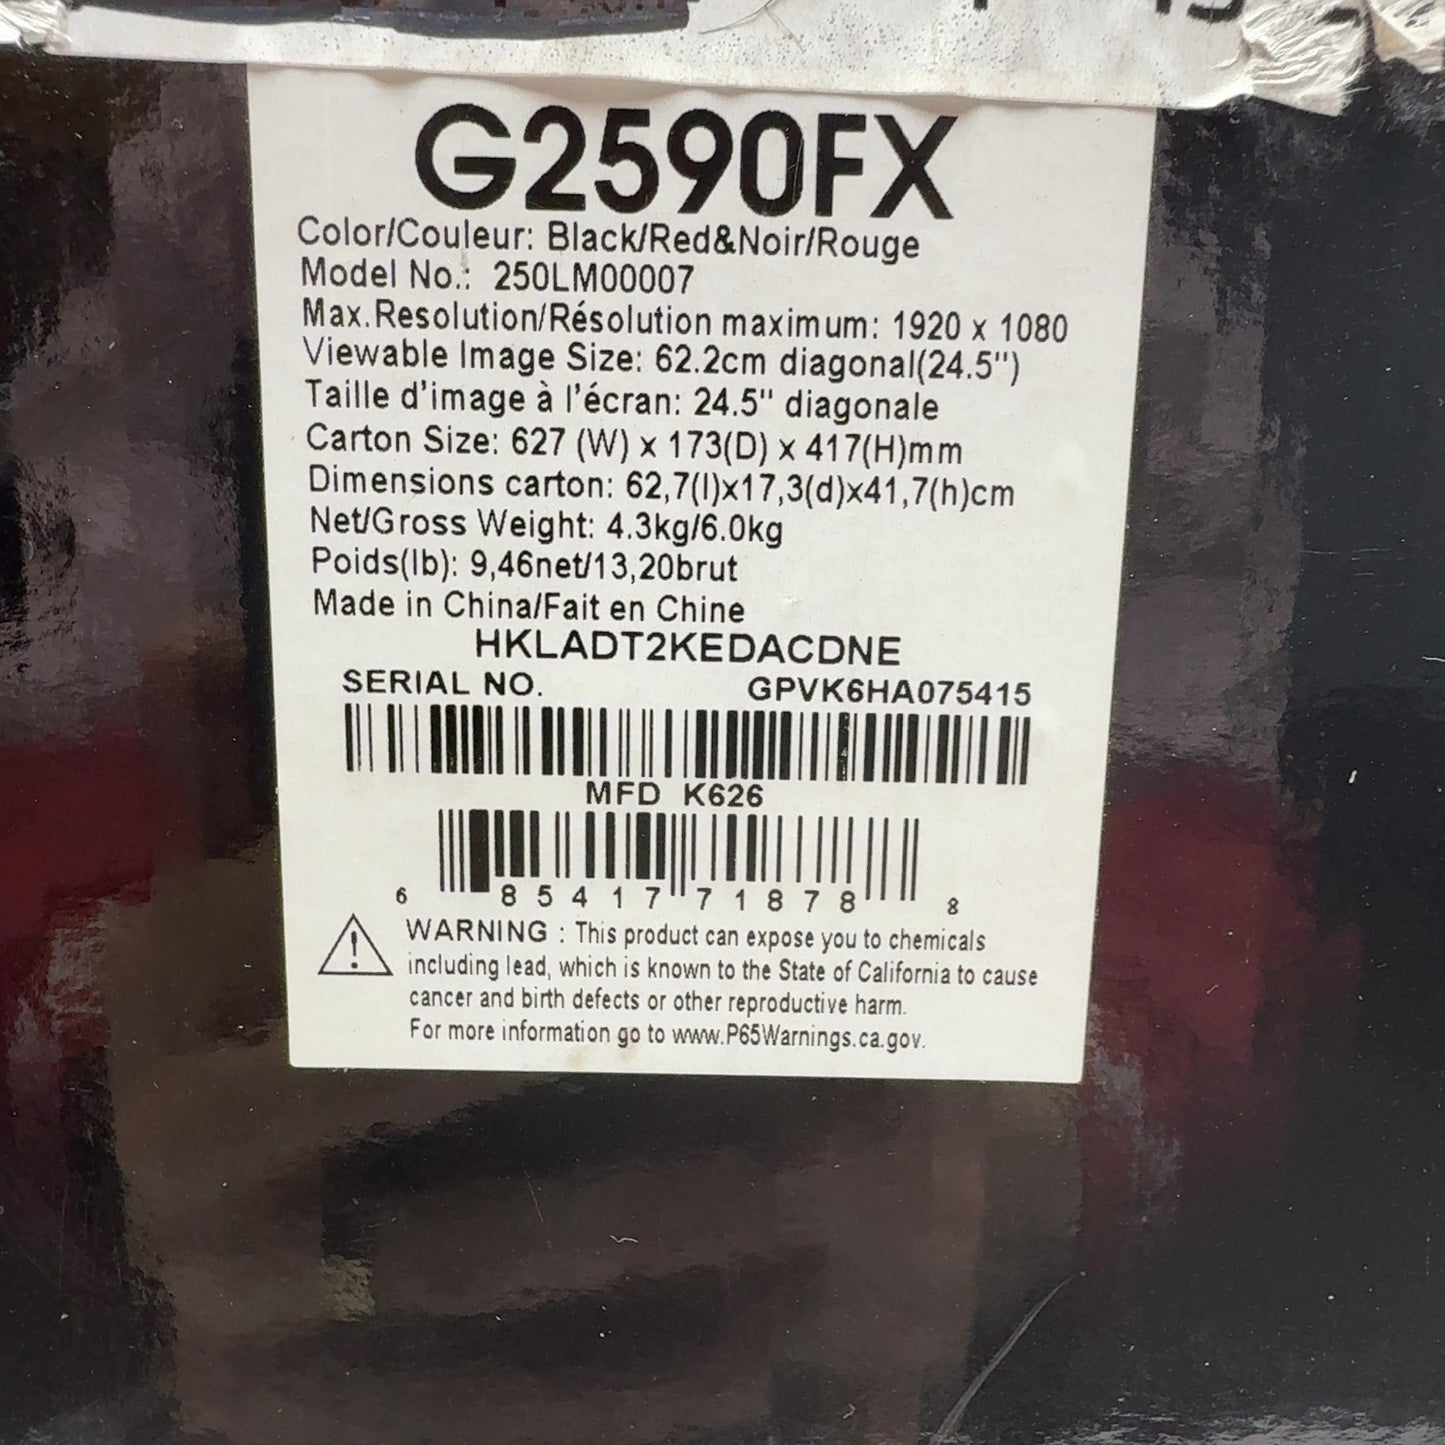 G2590FX
Color/Couleur: Black/Red&Noir/Rouge
Model No.: 250LM00007
Max.Resolution/Résolution maximum: 1920 x 1080
Viewable Image Size: 62.2cm diagonal(24.5")
Taille d'image à l'écran: 24.5" diagonale
Carton Size: 627 (W) x 173(D) x 417(H)mm
Dimensions carton: 62,7(l)x17,3(d)x41,7(h)cm
Net/Gross Weight: 4.3kg/6.0kg
Poids(lb): 9,46net/13,20brut
Made in China/Fait en Chine
HKLADT2KEDACDNE
SERIAL NO. GPVK6HA075415
MFD K626
6 85417 71878 8
WARNING : This product can expose you to chemicals
including lead, which is known to the State of California to cause
cancer and birth defects or other reproductive harm.
For more information go to www.P65Warnings.ca.gov.